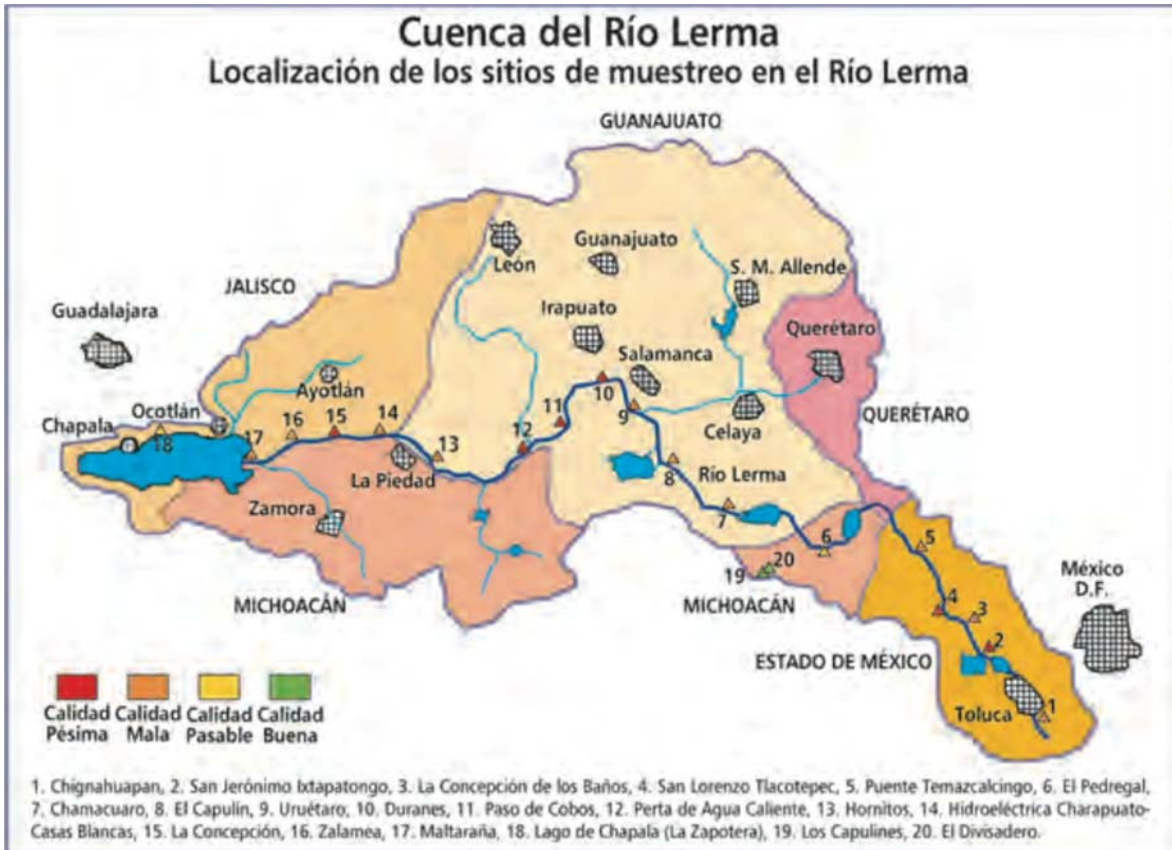 Cuenca del Río Lerma
Localización de los sitios de muestreo en el Río Lerma
GUANAJUATO
León
Guanajuato
S. M. Allende
JALISCO
Guadalajara
Irapuato
Querétaro
Salamanca
Ayotlán
10
Ocotlán
16
15
14
11
9
QUERÉTARO
Chapala
18
17
13
12
Celaya
La Piedad
8
Río Lerma
Zamora
7
6
5
19
20
México
D.F.
MICHOACÁN
MICHOACÁN
4
3
ESTADO DE MÉXICO
2
Toluca
1
Calidad Pésima
Calidad Mala
Calidad Pasable
Calidad Buena
1. Chignahuapan, 2. San Jerónimo Ixtapatongo, 3. La Concepción de los Baños, 4. San Lorenzo Tlacotepec, 5. Puente Temazcalcingo, 6. El Pedregal,
7. Chamacuaro, 8. El Capulín, 9. Uruétaro, 10. Duranes, 11. Paso de Cobos, 12. Perta de Agua Caliente, 13. Hornitos, 14. Hidroeléctrica Charapuato-
Casas Blancas, 15. La Concepción, 16. Zalamea, 17. Maltaraña, 18. Lago de Chapala (La Zapotera), 19. Los Capulines, 20. El Divisadero.